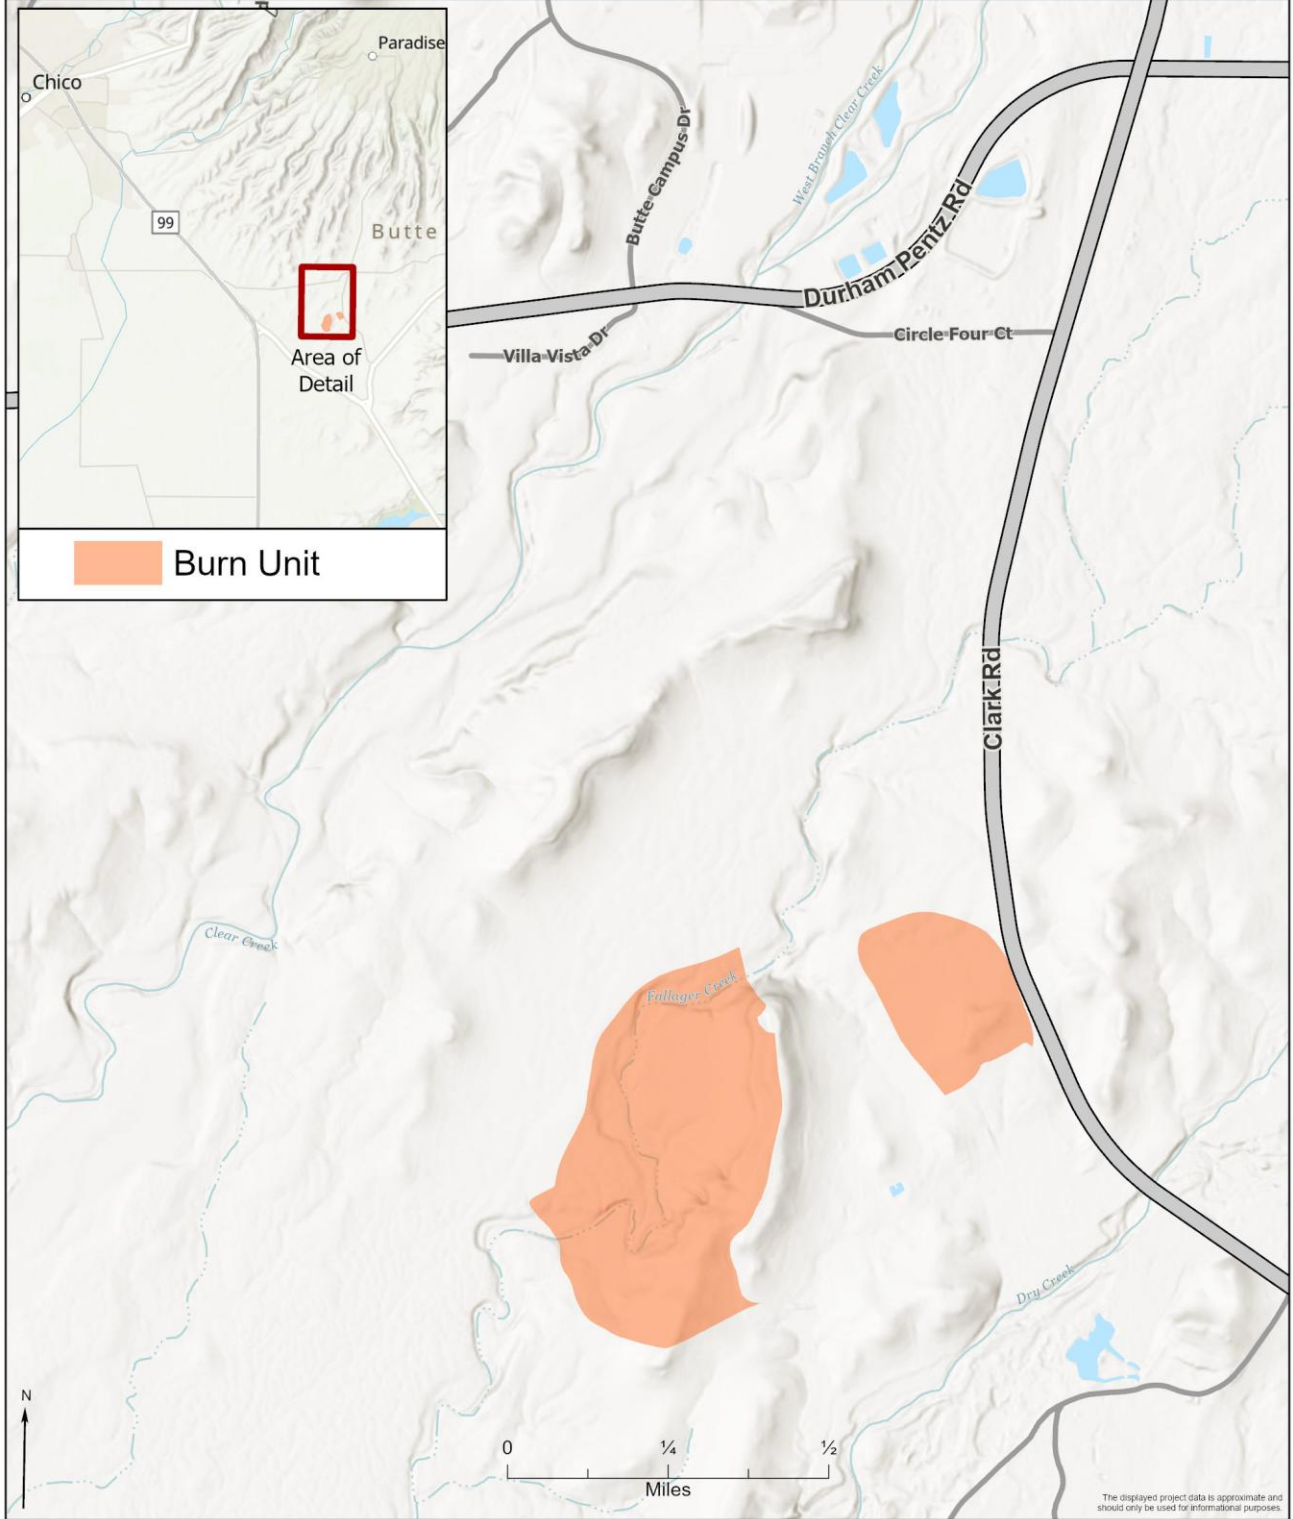 Paradise
Chico
99
Butte
Area of
Detail
Burn Unit
Butte Campus Dr
West Branch Clear Creek
Durham Pentz Rd
Circle Four Ct
Villa Vista Dr
Clark Rd
Clear Creek
Fallager Creek
Dry Creek
N
0 ¼ ½
Miles
The displayed project data is approximate and
should only be used for informational purposes.